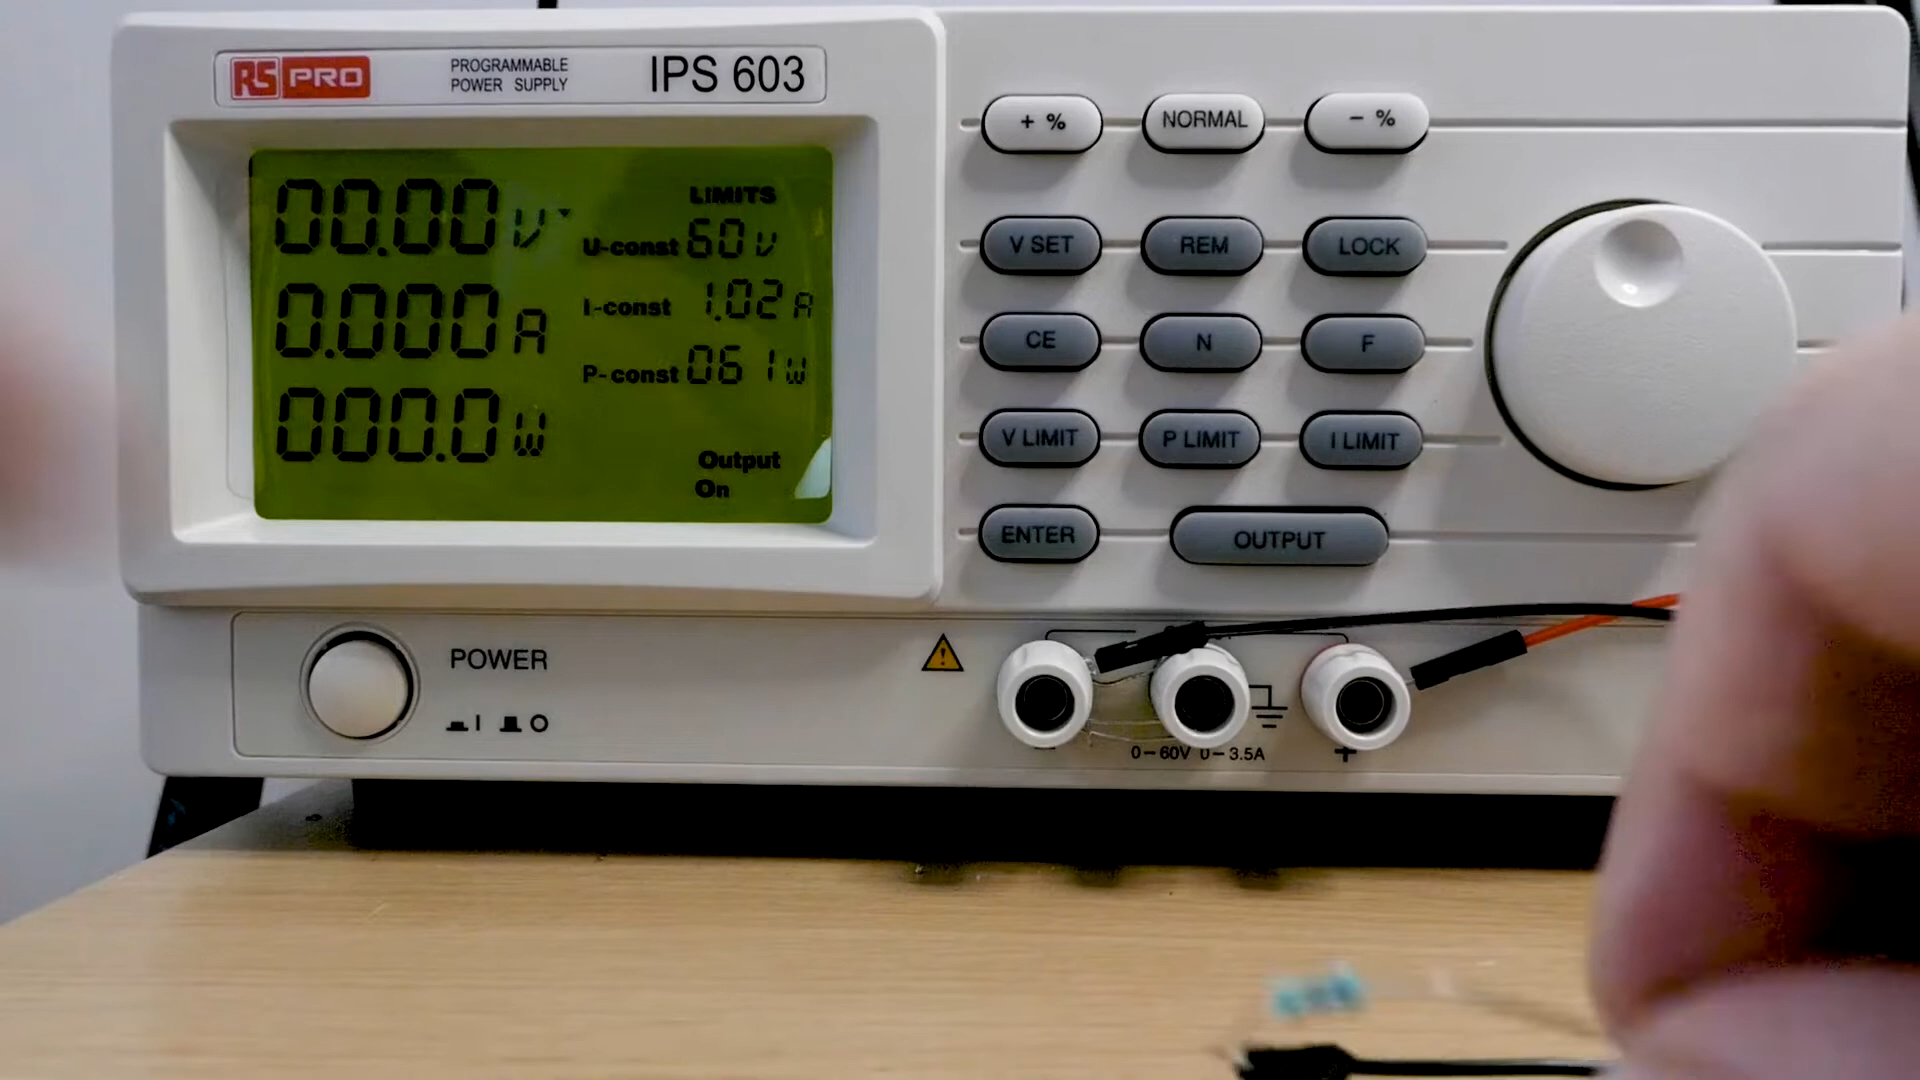 RS PRO
PROGRAMMABLE
POWER SUPPLY
IPS 603
00.00 V
0.000 A
000.0 W
LIMITS
U-const 60 V
I-const 1.02 A
P-const 061 W
Output
On
+ %
NORMAL
- %
V SET
REM
LOCK
CE
N
F
V LIMIT
P LIMIT
I LIMIT
ENTER
OUTPUT
POWER
I O
-
0-60V 0-3.5A
+